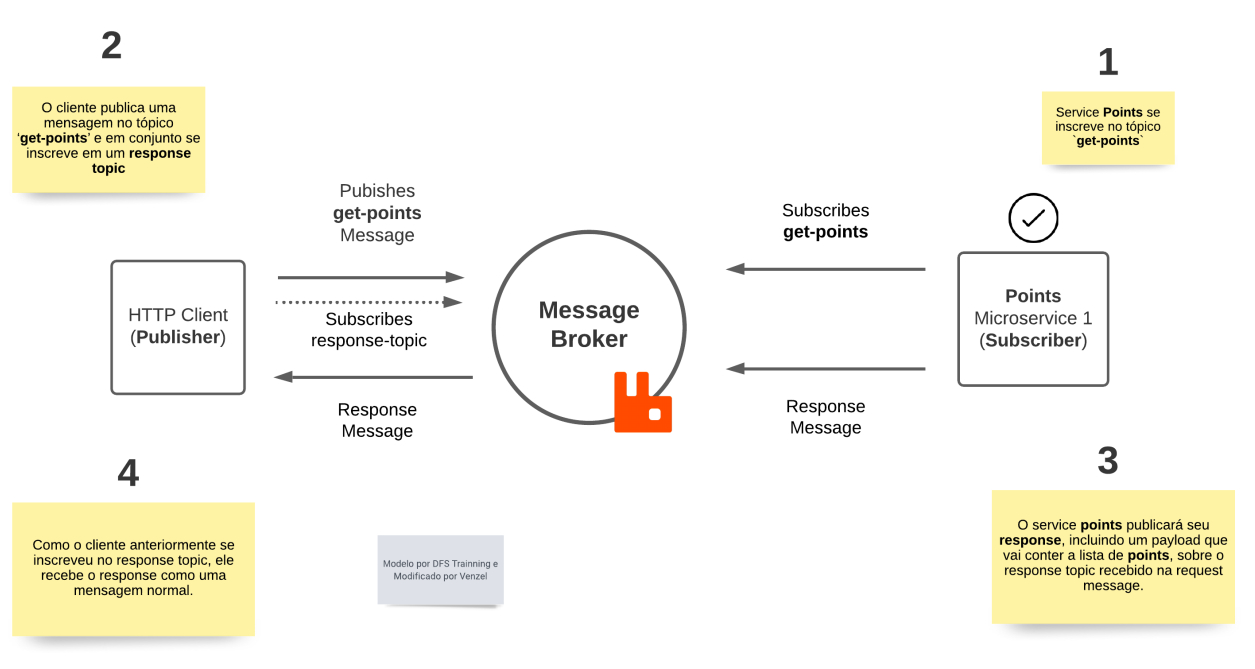 2
O cliente publica uma
mensagem no tópico
‘get-points’ e em conjunto se
inscreve em um response
topic
1
Service Points se
inscreve no tópico
`get-points`
Pubishes
get-points
Message
Subscribes
get-points
HTTP Client
(Publisher)
Subscribes
response-topic
Message
Broker
Points
Microservice 1
(Subscriber)
Response
Message
Response
Message
4
Como o cliente anteriormente se
inscreveu no response topic, ele
recebe o response como uma
mensagem normal.
Modelo por DFS Trainning e
Modificado por Venzel
3
O service points publicará seu
response, incluindo um payload que
vai conter a lista de points, sobre o
response topic recebido na request
message.